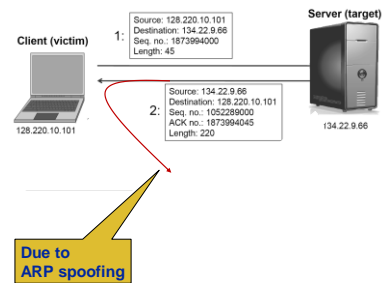 Server (target)
Client (victim)
1:
Source: 128.220.10.101
Destination: 134.22.9.66
Seq. no.: 1873994000
Length: 45
2:
Source: 134.22.9.66
Destination: 128.220.10.101
Seq. no.: 1052289000
ACK no.: 1873994045
Length: 220
128.220.10.101
134.22.9.66
Due to
ARP spoofing